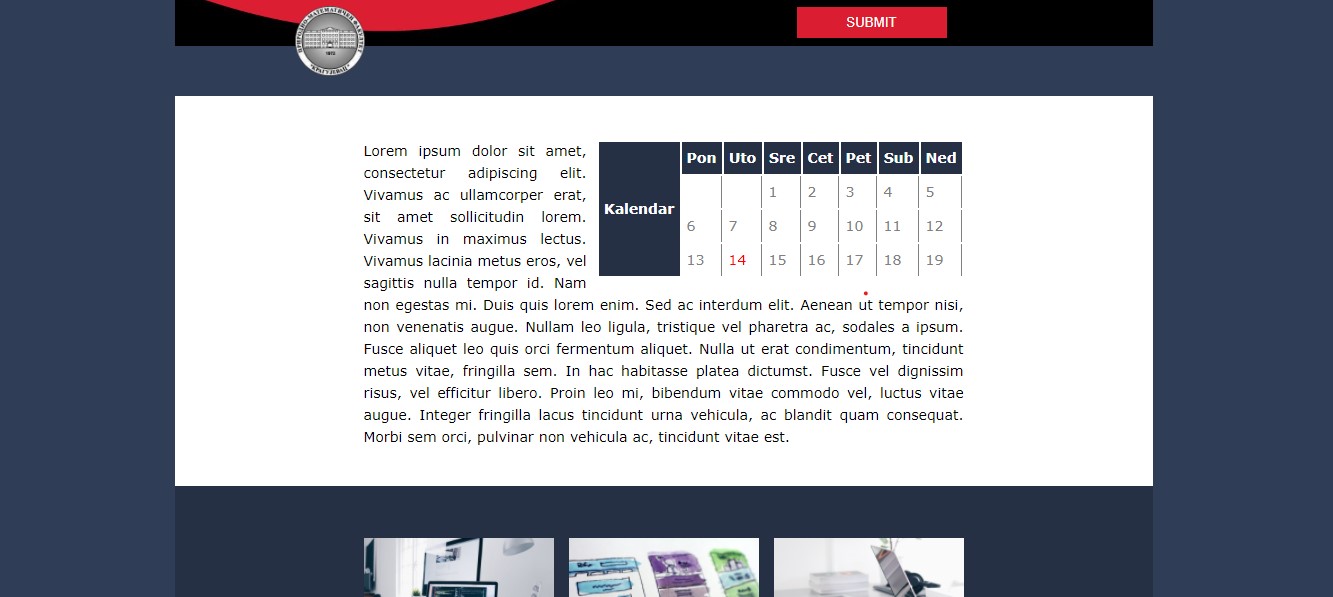 SUBMIT
ПРИРОДНО-МАТЕМАТИЧКИ ФАКУЛТЕТ
1972
КРАГУЈЕВАЦ
Lorem ipsum dolor sit amet,
consectetur adipiscing elit.
Vivamus ac ullamcorper erat,
sit amet sollicitudin lorem.
Vivamus in maximus lectus.
Vivamus lacinia metus eros, vel
sagittis nulla tempor id. Nam
Kalendar
Pon Uto Sre Cet Pet Sub Ned
1 2 3 4 5
6 7 8 9 10 11 12
13 14 15 16 17 18 19
non egestas mi. Duis quis lorem enim. Sed ac interdum elit. Aenean ut tempor nisi,
non venenatis augue. Nullam leo ligula, tristique vel pharetra ac, sodales a ipsum.
Fusce aliquet leo quis orci fermentum aliquet. Nulla ut erat condimentum, tincidunt
metus vitae, fringilla sem. In hac habitasse platea dictumst. Fusce vel dignissim
risus, vel efficitur libero. Proin leo mi, bibendum vitae commodo vel, luctus vitae
augue. Integer fringilla lacus tincidunt urna vehicula, ac blandit quam consequat.
Morbi sem orci, pulvinar non vehicula ac, tincidunt vitae est.